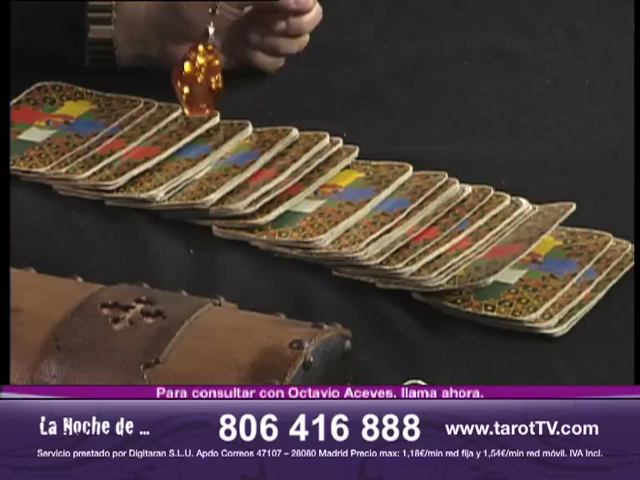 Para consultar con Octavio Aceves, llama ahora.
La Noche de ... 806 416 888 www.tarotTV.com
Servicio prestado por Digitaran S.L.U. Apdo Correos 47107 – 28080 Madrid Precio max: 1,18€/min red fija y 1,54€/min red móvil. IVA Incl.